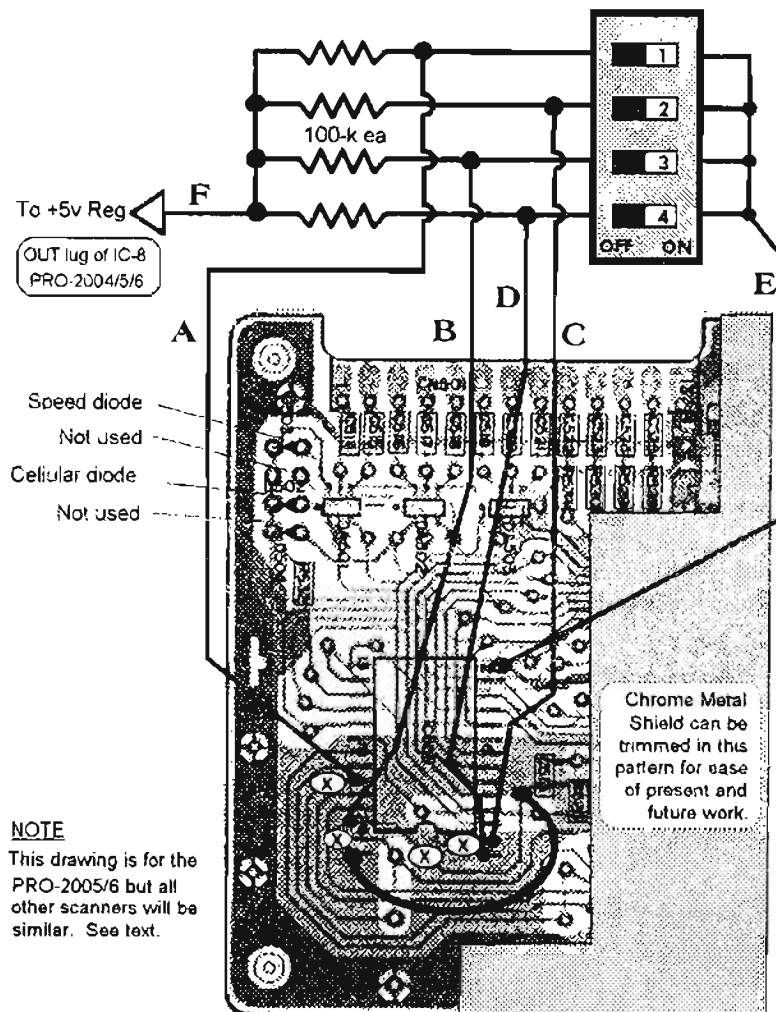 1
2
3
4
OFF ON
100-k ea
To +5v Reg
F
OUT lug of IC-8
PRO-2004/5/6
E
A
B
D
C
Speed diode
Not used
Cellular diode
Not used
Chrome Metal
Shield can be
trimmed in this
pattern for ease
of present and
future work.
X
X
X
X
NOTE
This drawing is for the
PRO-2005/6 but all
other scanners will be
similar. See text.